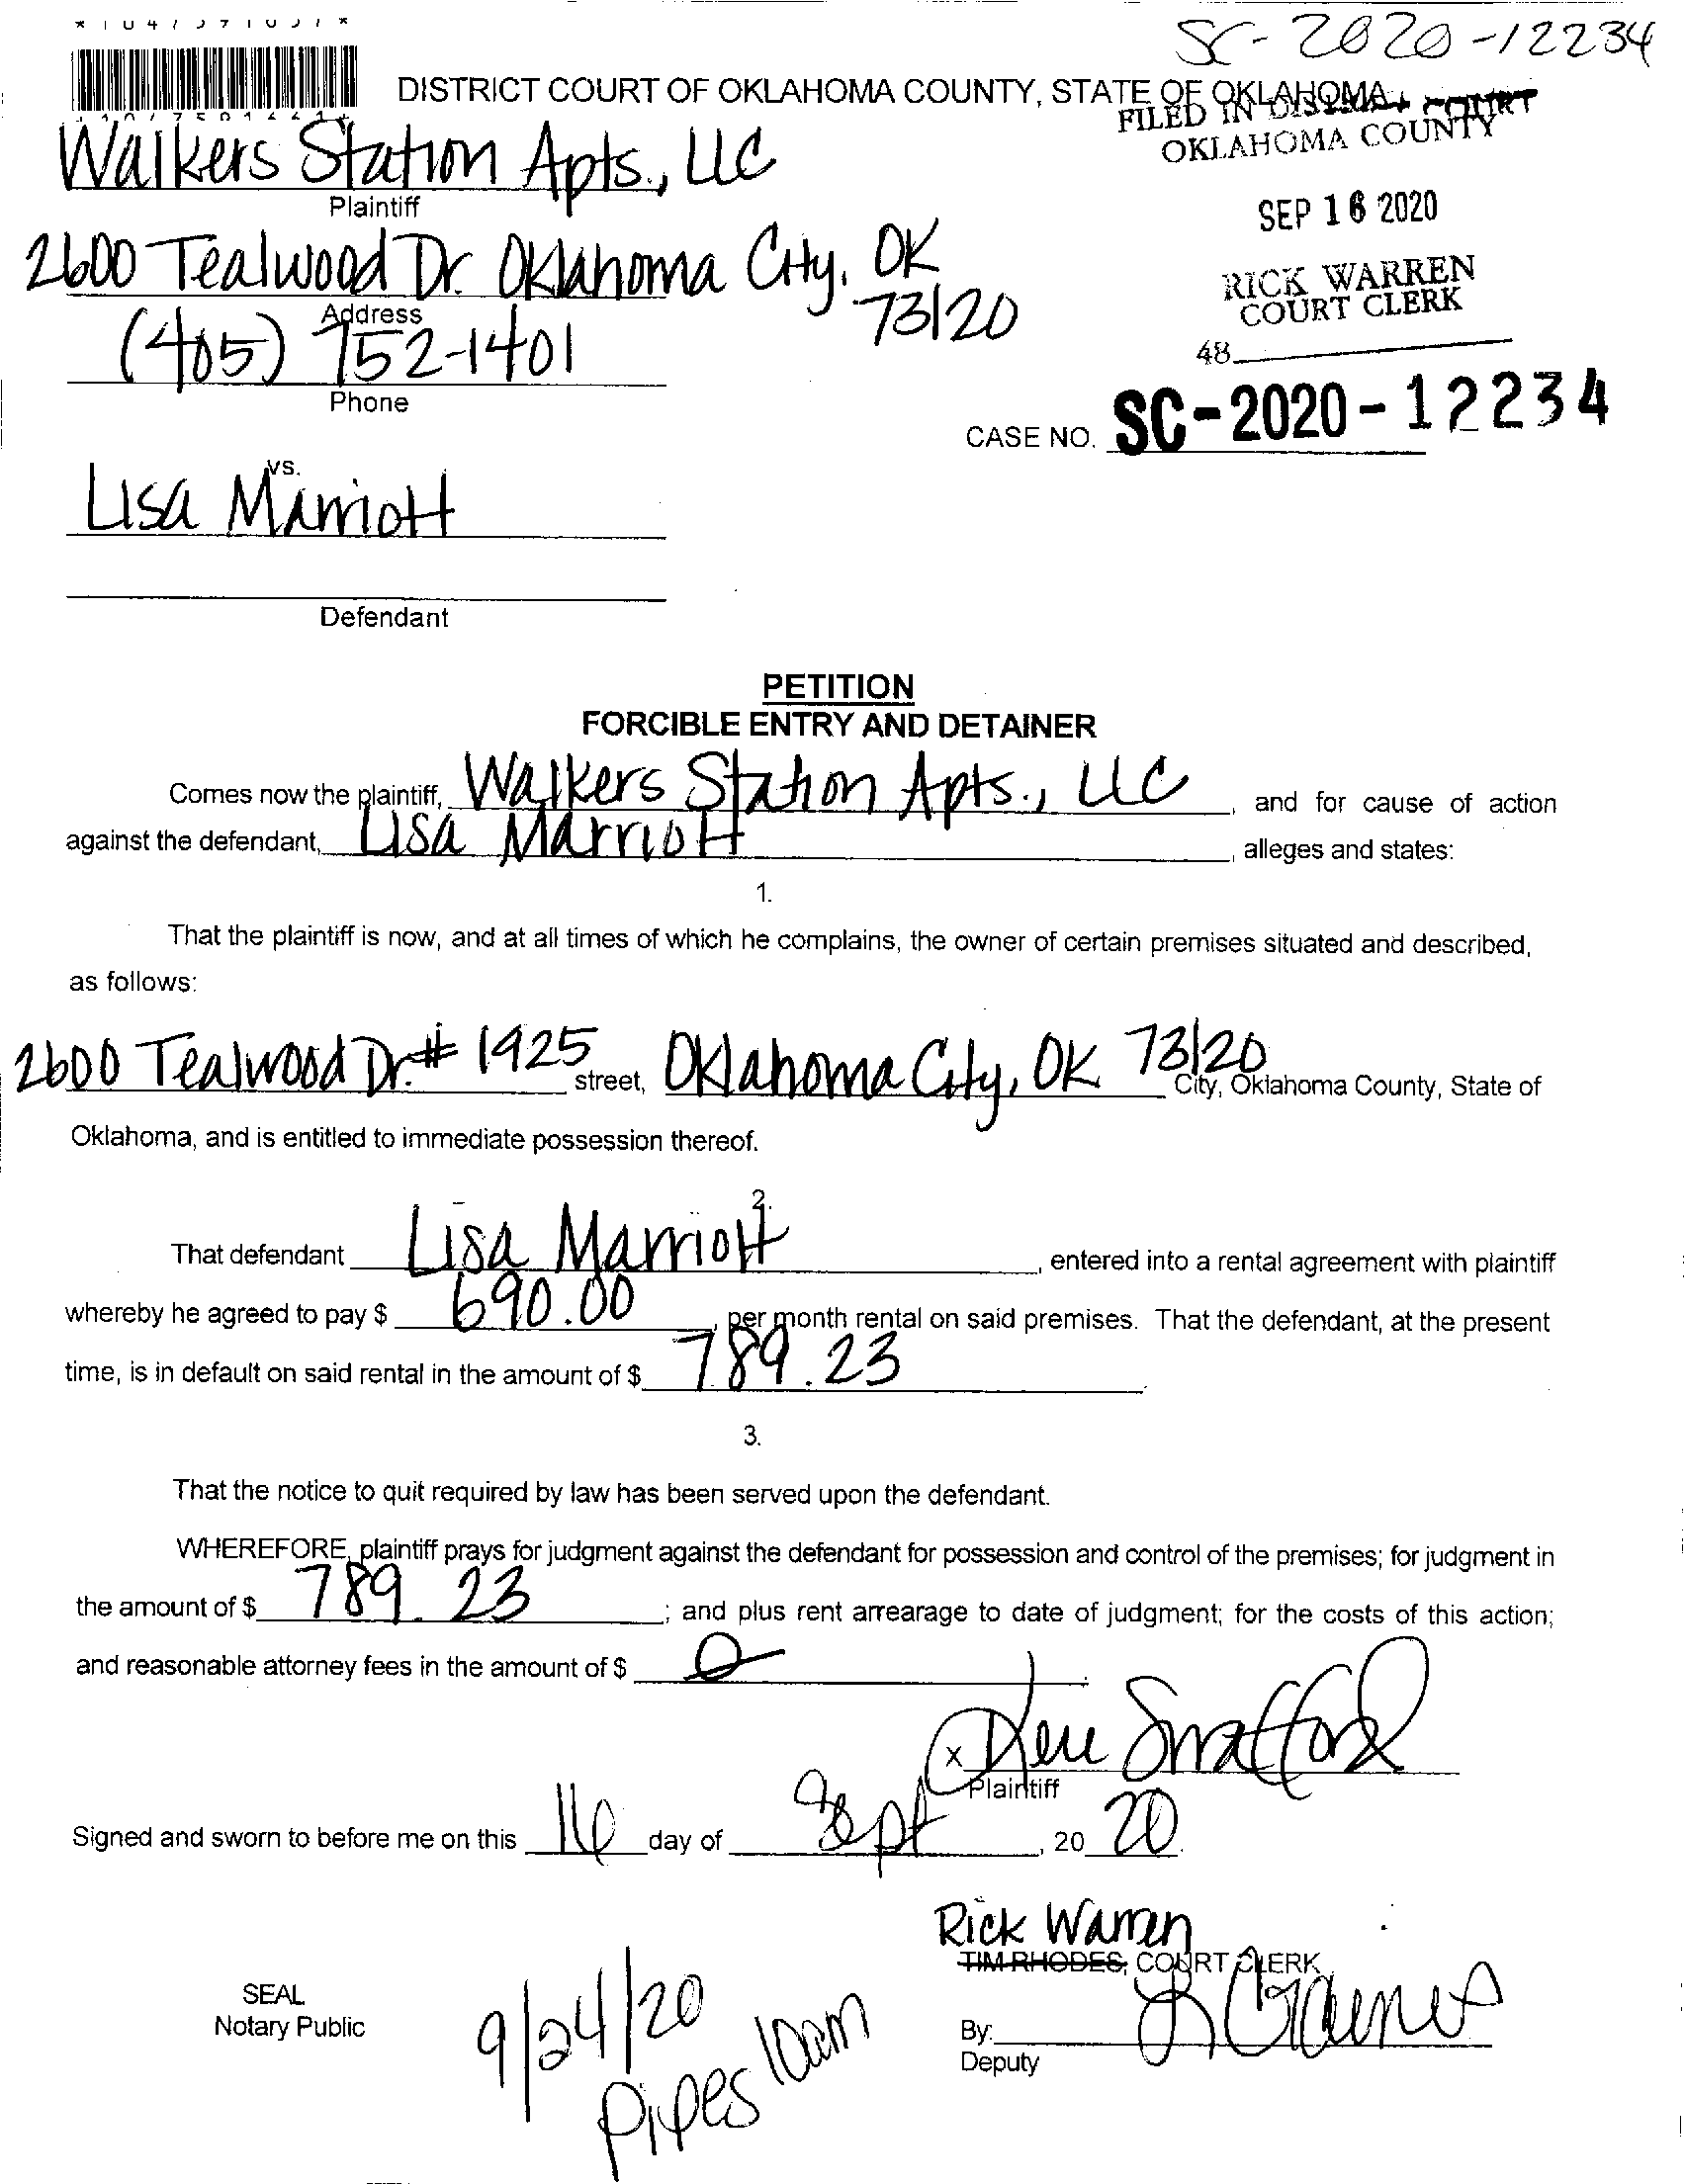 SC-2020-12234
DISTRICT COURT OF OKLAHOMA COUNTY, STATE OF OKLAHOMA
FILED IN DISTRICT COURT
OKLAHOMA COUNTY
Walkers Station Apts., LLC
Plaintiff
SEP 16 2020
2600 Tealwood Dr. Oklahoma City, OK
73120
Address
RICK WARREN
COURT CLERK
(405) 752-1401
Phone
48
CASE NO. SC-2020-12234
vs.
Lisa Marriott
Defendant
PETITION
FORCIBLE ENTRY AND DETAINER
Comes now the plaintiff, Walkers Station Apts., LLC, and for cause of action
against the defendant, Lisa Marriott, alleges and states:
1.
That the plaintiff is now, and at all times of which he complains, the owner of certain premises situated and described,
as follows:
2600 Tealwood Dr. # 1925 street, Oklahoma City, OK 73120 City, Oklahoma County, State of
Oklahoma, and is entitled to immediate possession thereof.
2.
That defendant Lisa Marriott, entered into a rental agreement with plaintiff
whereby he agreed to pay $ 690.00, per month rental on said premises. That the defendant, at the present
time, is in default on said rental in the amount of $ 789.23
3.
That the notice to quit required by law has been served upon the defendant.
WHEREFORE, plaintiff prays for judgment against the defendant for possession and control of the premises; for judgment in
the amount of $ 789.23; and plus rent arrearage to date of judgment; for the costs of this action;
and reasonable attorney fees in the amount of $ 0
x
Plaintiff
Signed and sworn to before me on this 16 day of Sept, 20 20.
Rick Warren
TIM RHODES, COURT CLERK
SEAL
Notary Public
By:
Deputy
9/24/20
Pipes 10am